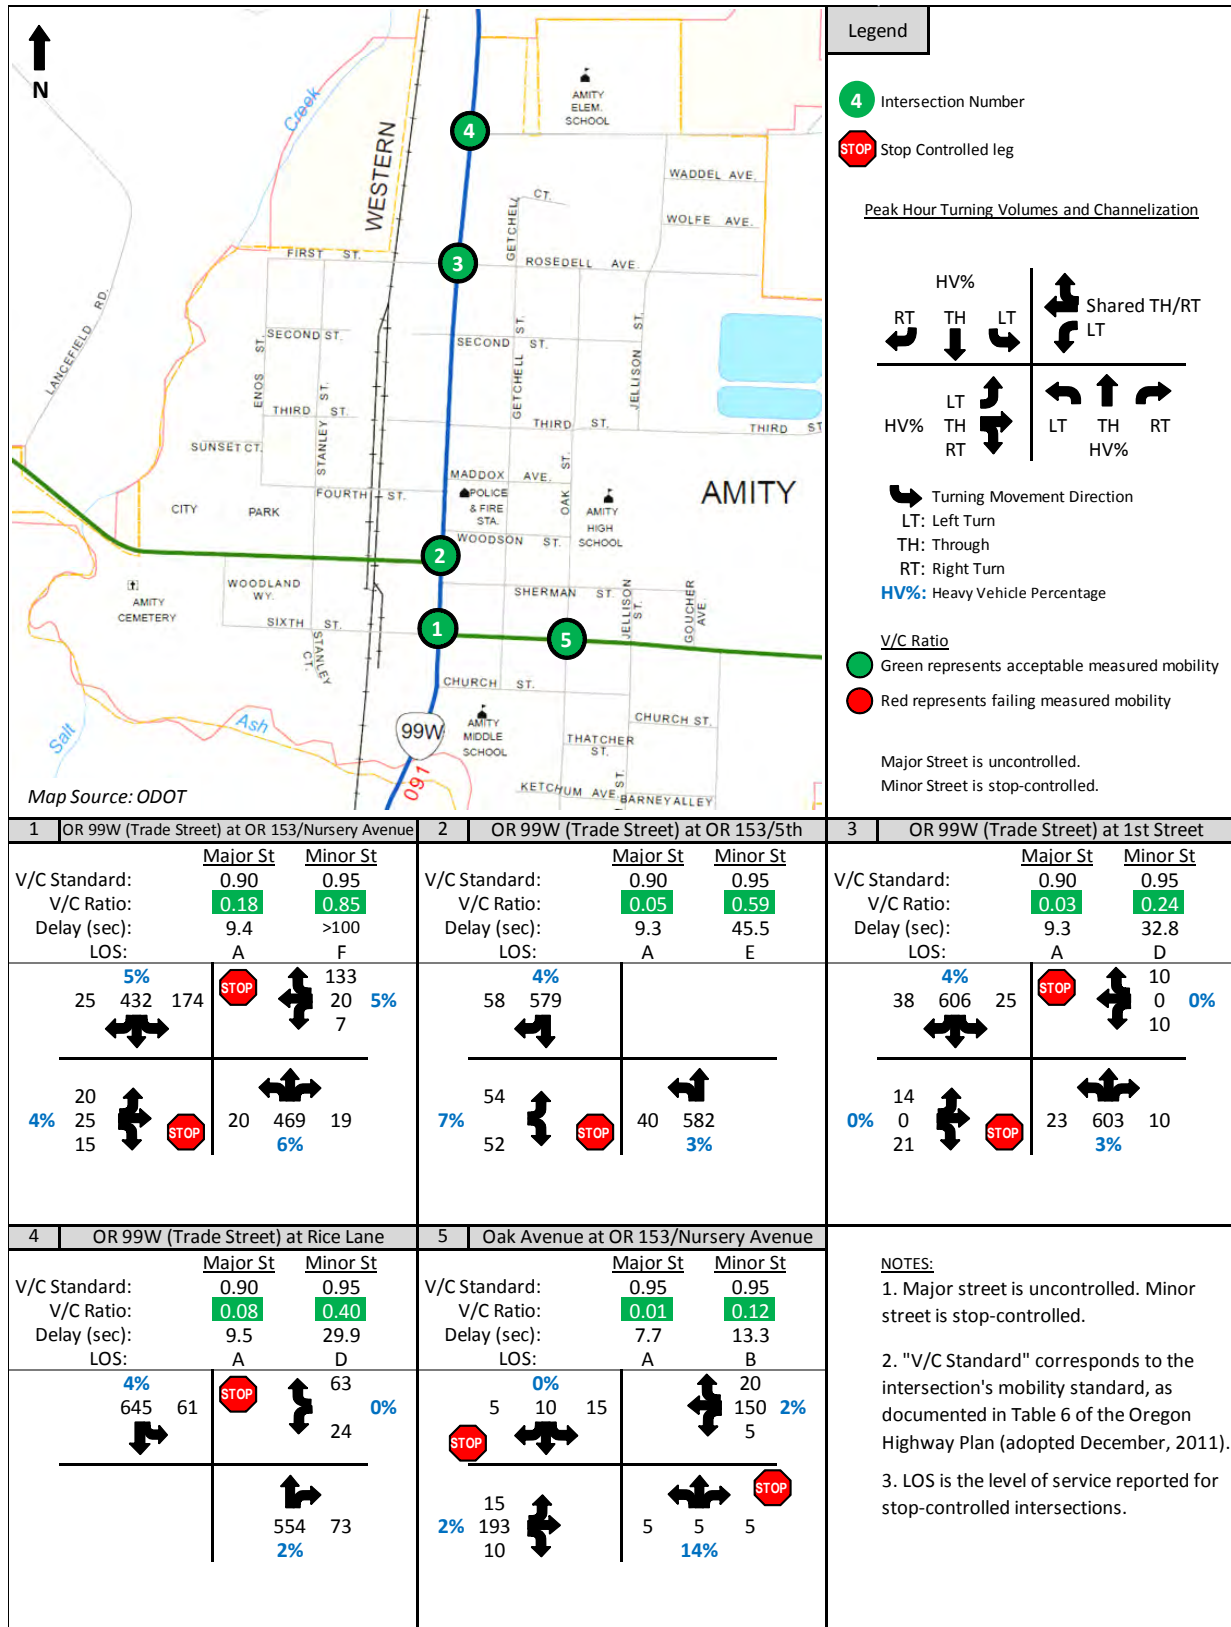 N
Creek
WESTERN
AMITY
ELEM.
SCHOOL
4
WADDEL AVE.
CT.
WOLFE AVE.
GETCHELL
FIRST ST.
3
ROSEDELL AVE.
LANCEFIELD RD.
ENOS ST.
SECOND ST.
SECOND ST.
GETCHELL ST.
JELLISON ST.
STANLEY ST.
THIRD ST.
THIRD ST.
THIRD ST
SUNSET CT.
MADDOX AVE.
OAK ST.
FOURTH ST.
POLICE
& FIRE
STA.
AMITY
HIGH
SCHOOL
AMITY
CITY PARK
WOODSON ST.
2
WOODLAND
WY.
AMITY
CEMETERY
SHERMAN ST.
JELLISON
ST.
GOUCHER
AVE.
SIXTH ST.
1
5
STANLEY
CT.
CHURCH ST.
Salt
Ash
99W
091
AMITY
MIDDLE
SCHOOL
CHURCH ST.
THATCHER
ST.
ST.
KETCHUM AVE
BARNEY ALLEY
Map Source: ODOT
Legend
4 Intersection Number
STOP Stop Controlled leg
Peak Hour Turning Volumes and Channelization
HV%
RT TH LT
Shared TH/RT
LT
LT
HV% TH
RT
LT TH RT
HV%
Turning Movement Direction
LT: Left Turn
TH: Through
RT: Right Turn
HV%: Heavy Vehicle Percentage
V/C Ratio
Green represents acceptable measured mobility
Red represents failing measured mobility
Major Street is uncontrolled.
Minor Street is stop-controlled.
1 OR 99W (Trade Street) at OR 153/Nursery Avenue
Major St Minor St
V/C Standard: 0.90 0.95
V/C Ratio: 0.18 0.85
Delay (sec): 9.4 >100
LOS: A F
5%
25 432 174
STOP
133
20 5%
7
20
4% 25
15
STOP
20 469 19
6%
2 OR 99W (Trade Street) at OR 153/5th
Major St Minor St
V/C Standard: 0.90 0.95
V/C Ratio: 0.05 0.59
Delay (sec): 9.3 45.5
LOS: A E
4%
58 579
54
7%
52
STOP
40 582
3%
3 OR 99W (Trade Street) at 1st Street
Major St Minor St
V/C Standard: 0.90 0.95
V/C Ratio: 0.03 0.24
Delay (sec): 9.3 32.8
LOS: A D
4%
38 606 25
STOP
10
0 0%
10
14
0% 0
21
STOP
23 603 10
3%
4 OR 99W (Trade Street) at Rice Lane
Major St Minor St
V/C Standard: 0.90 0.95
V/C Ratio: 0.08 0.40
Delay (sec): 9.5 29.9
LOS: A D
4%
645 61
STOP
63
0%
24
554 73
2%
5 Oak Avenue at OR 153/Nursery Avenue
Major St Minor St
V/C Standard: 0.95 0.95
V/C Ratio: 0.01 0.12
Delay (sec): 7.7 13.3
LOS: A B
0%
5 10 15
STOP
20
150 2%
5
15
2% 193
10
STOP
5 5 5
14%
NOTES:
1. Major street is uncontrolled. Minor
street is stop-controlled.
2. "V/C Standard" corresponds to the
intersection's mobility standard, as
documented in Table 6 of the Oregon
Highway Plan (adopted December, 2011).
3. LOS is the level of service reported for
stop-controlled intersections.